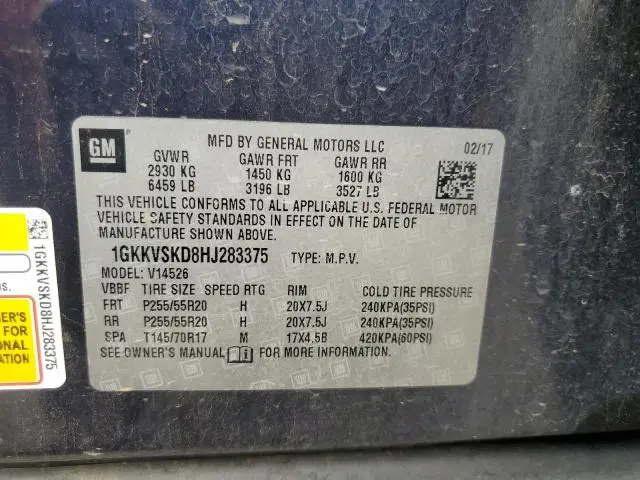 GM
MFD BY GENERAL MOTORS LLC 02/17
GVWR GAWR FRT GAWR RR
2930 KG 1450 KG 1600 KG
6459 LB 3196 LB 3527 LB
THIS VEHICLE CONFORMS TO ALL APPLICABLE U.S. FEDERAL MOTOR
VEHICLE SAFETY STANDARDS IN EFFECT ON THE DATE OF
MANUFACTURE SHOWN ABOVE.
1GKKVSKD8HJ283375 TYPE: M.P.V.
MODEL: V14526
VBBF TIRE SIZE SPEED RTG RIM COLD TIRE PRESSURE
FRT P255/55R20 H 20X7.5J 240KPA(35PSI)
RR P255/55R20 H 20X7.5J 240KPA(35PSI)
SPA T145/70R17 M 17X4.5B 420KPA(60PSI)
SEE OWNER'S MANUAL FOR MORE INFORMATION
1GKKVSKD8HJ283375
ER'S
FOR
ONAL